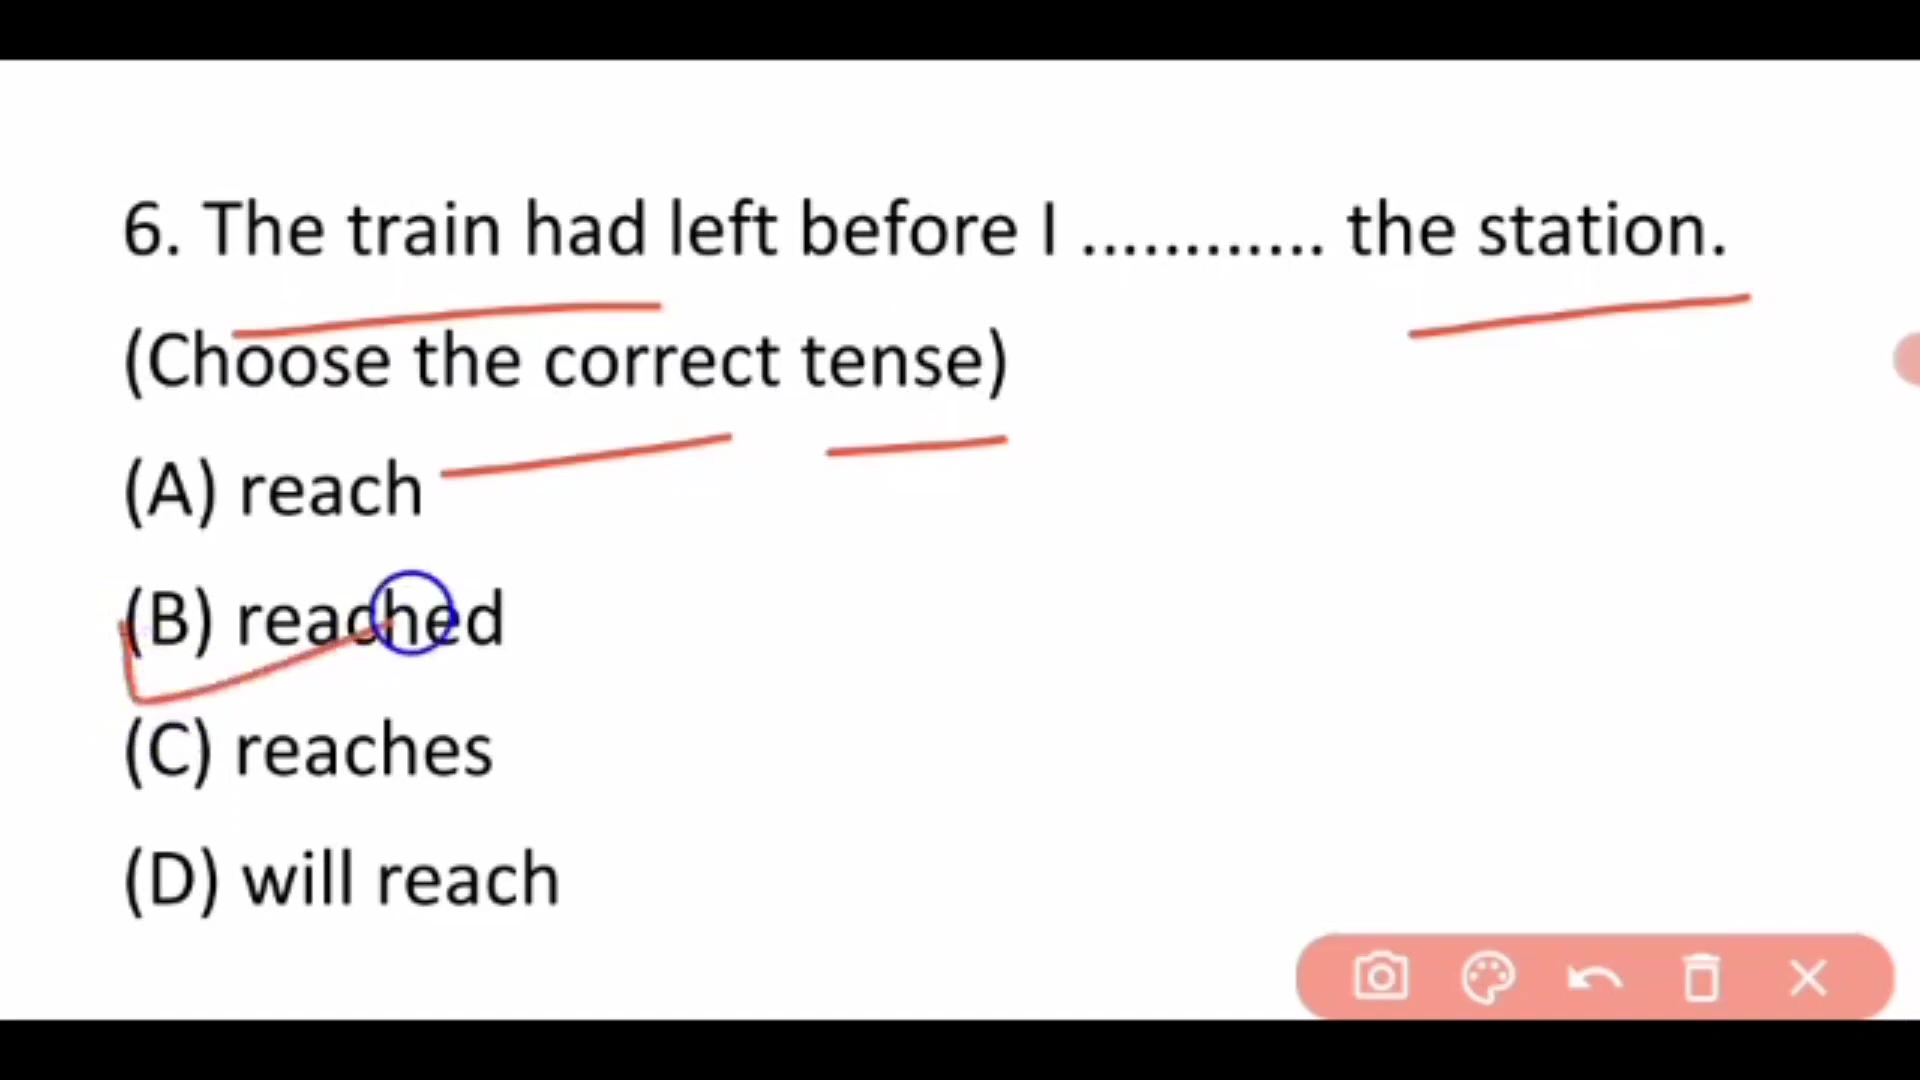 6. The train had left before I ............ the station.
(Choose the correct tense)
(A) reach
(B) reached
(C) reaches
(D) will reach